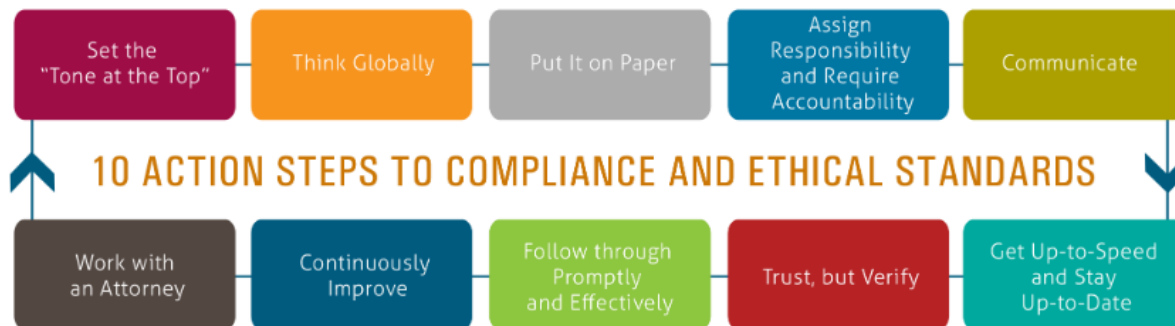 Set the
"Tone at the Top"
Think Globally
Put It on Paper
Assign
Responsibility
and Require
Accountability
Communicate
10 ACTION STEPS TO COMPLIANCE AND ETHICAL STANDARDS
Work with
an Attorney
Continuously
Improve
Follow through
Promptly
and Effectively
Trust, but Verify
Get Up-to-Speed
and Stay
Up-to-Date